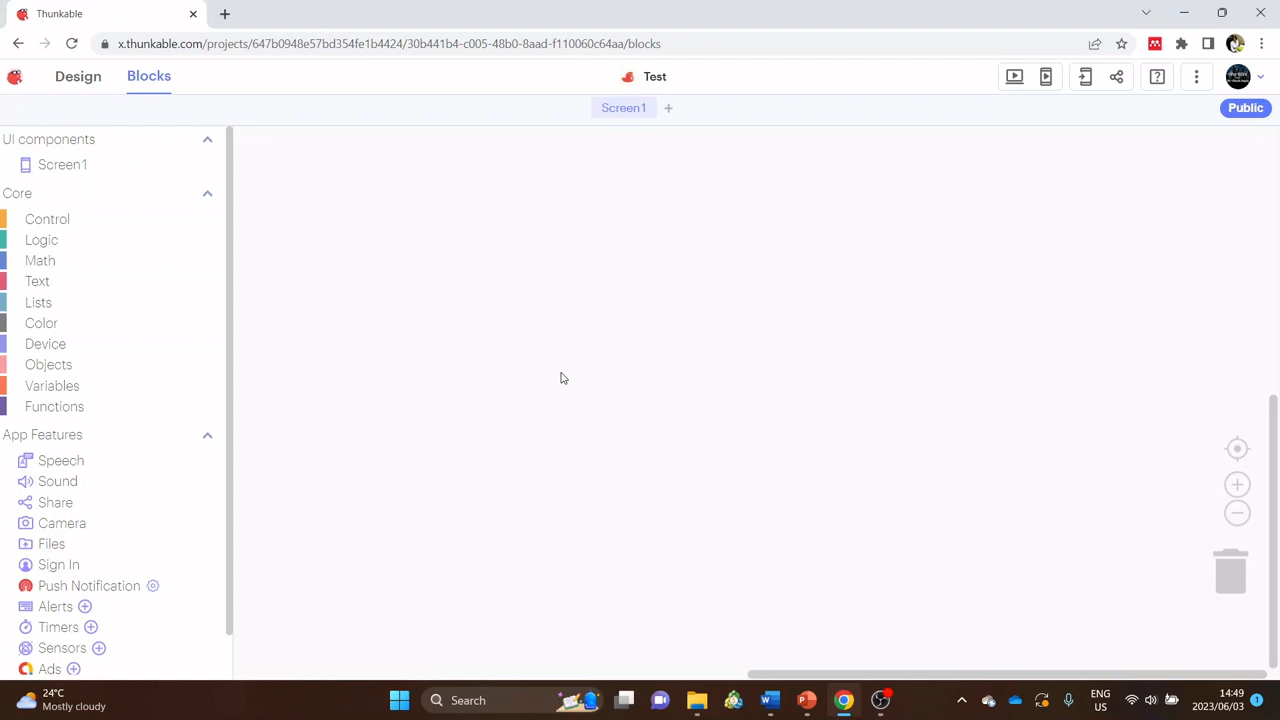 Thunkable
x.thunkable.com/projects/647b0948e57bd354fe1b4424/30b441b1-c005-48b0-8aad-f110060c64aa/blocks
Design
Blocks
Test
Screen1
Public
UI components
Screen1
Core
Control
Logic
Math
Text
Lists
Color
Device
Objects
Variables
Functions
App Features
Speech
Sound
Share
Camera
Files
Sign In
Push Notification
Alerts
Timers
Sensors
Ads
24°C
Mostly cloudy
Search
ENG
US
14:49
2023/06/03
1